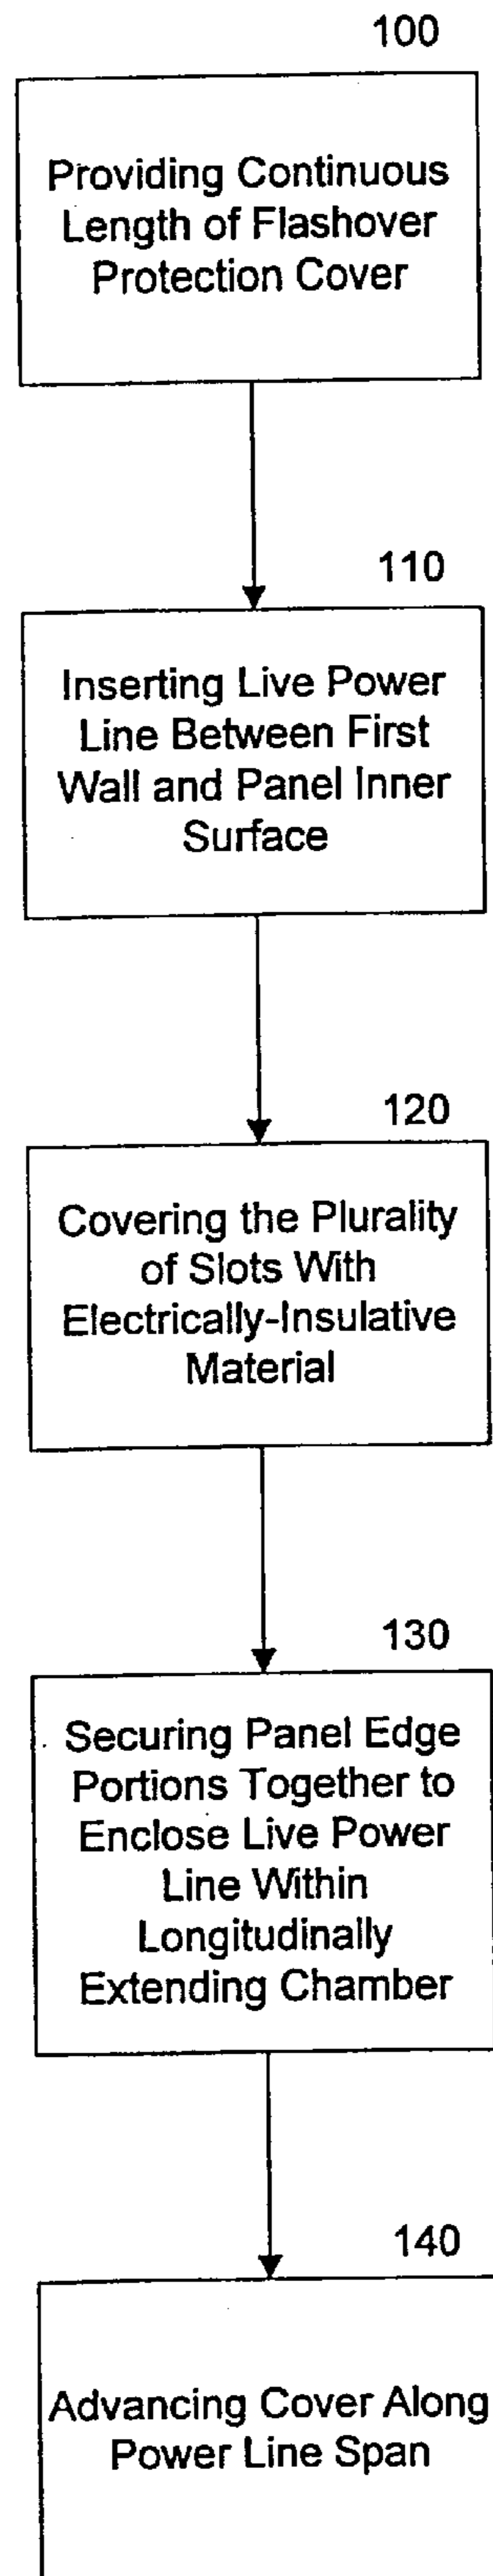 100
Providing Continuous
Length of Flashover
Protection Cover
110
Inserting Live Power
Line Between First
Wall and Panel Inner
Surface
120
Covering the Plurality
of Slots With
Electrically-Insulative
Material
130
Securing Panel Edge
Portions Together to
Enclose Live Power
Line Within
Longitudinally
Extending Chamber
140
Advancing Cover Along
Power Line Span